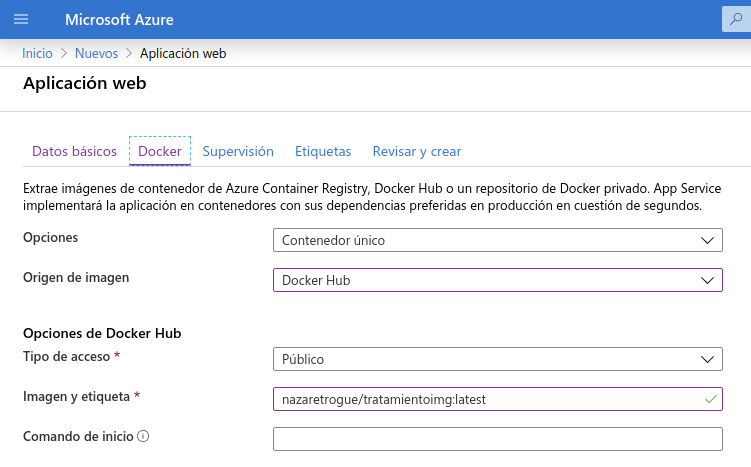 Microsoft Azure
Inicio > Nuevos > Aplicación web
Aplicación web
Datos básicos Docker Supervisión Etiquetas Revisar y crear
Extrae imágenes de contenedor de Azure Container Registry, Docker Hub o un repositorio de Docker privado. App Service
implementará la aplicación en contenedores con sus dependencias preferidas en producción en cuestión de segundos.
Opciones Contenedor único
Origen de imagen Docker Hub
Opciones de Docker Hub
Tipo de acceso * Público
Imagen y etiqueta * nazaretrogue/tratamientoimg:latest
Comando de inicio